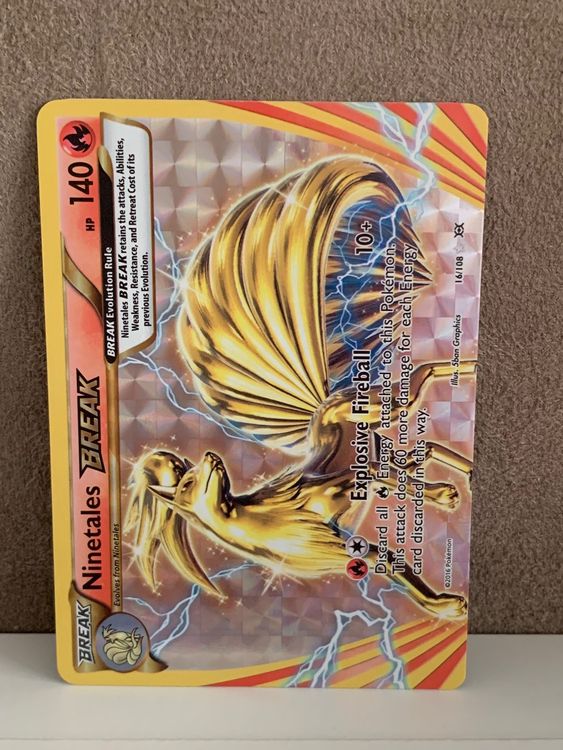 BREAK
Ninetales BREAK
HP 140
Evolves from Ninetales
BREAK Evolution Rule
Ninetales BREAK retains the attacks, Abilities,
Weakness, Resistance, and Retreat Cost of its
previous Evolution.
Explosive Fireball 10+
Discard all Energy attached to this Pokémon.
This attack does 60 more damage for each Energy
card discarded in this way.
©2016 Pokémon
Illus. 5ban Graphics
16/108